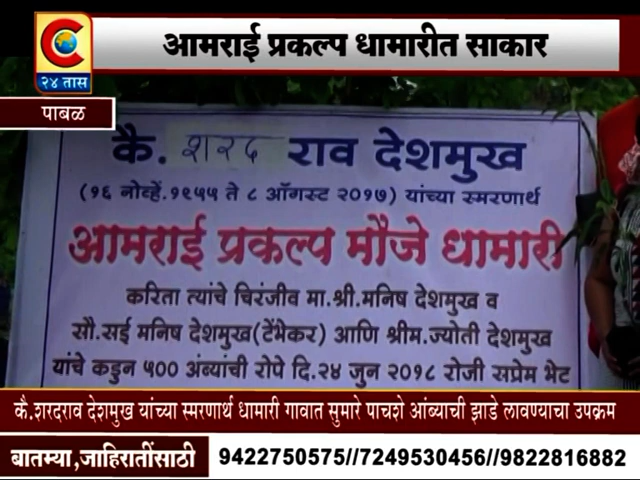 आमराई प्रकल्प धामारीत साकार
२४ तास
पाबळ
कै. शरद राव देशमुख
(१६ नोव्हें.१९५५ ते ८ ऑगस्ट २०१७) यांच्या स्मरणार्थ
आमराई प्रकल्प मौजे धामारी
करिता त्यांचे चिरंजीव मा.श्री.मनिष देशमुख व
सौ.सई मनिष देशमुख(टेंभेकर) आणि श्रीम.ज्योती देशमुख
यांचे कडुन ५०० अंब्यांची रोपे दि.२४ जुन २०१८ रोजी सप्रेम भेट
कै.शरदराव देशमुख यांच्या स्मरणार्थ धामारी गावात सुमारे पाचशे आंब्याची झाडे लावण्याचा उपक्रम
बातम्या,जाहिरातींसाठी
9422750575//7249530456//9822816882